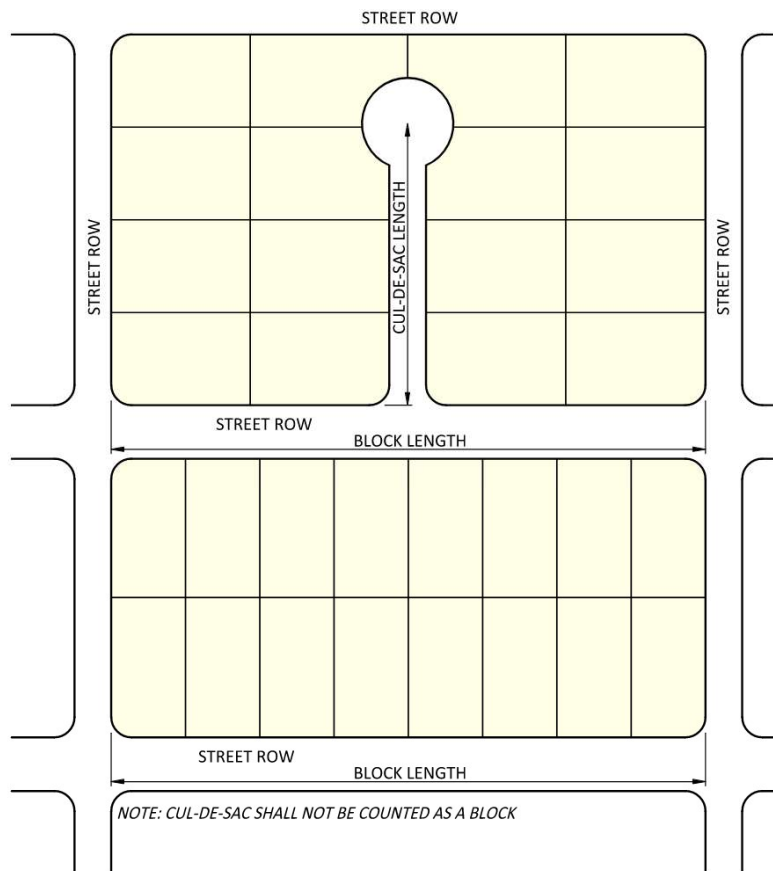 STREET ROW
STREET ROW
CUL-DE-SAC LENGTH
STREET ROW
STREET ROW
BLOCK LENGTH
STREET ROW
BLOCK LENGTH
NOTE: CUL-DE-SAC SHALL NOT BE COUNTED AS A BLOCK